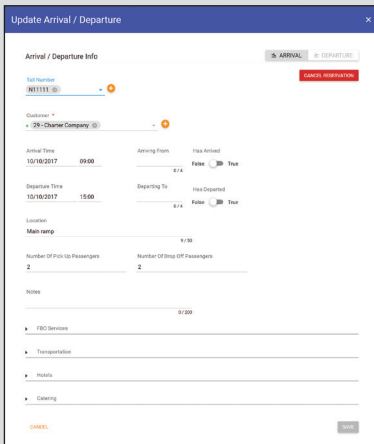 Update Arrival / Departure ×
Arrival / Departure Info ARRIVAL DEPARTURE
CANCEL RESERVATION
Tail Number
N11111
Customer *
29 - Charter Company
Arrival Time Arriving From Has Arrived
10/10/2017 09:00 False True
0 / 4
Departure Time Departing To Has Departed
10/10/2017 15:00 False True
0 / 4
Location
Main ramp
9 / 50
Number Of Pick Up Passengers Number Of Drop Off Passengers
2 2
Notes
0 / 200
FBO Services
Transportation
Hotels
Catering
CANCEL SAVE